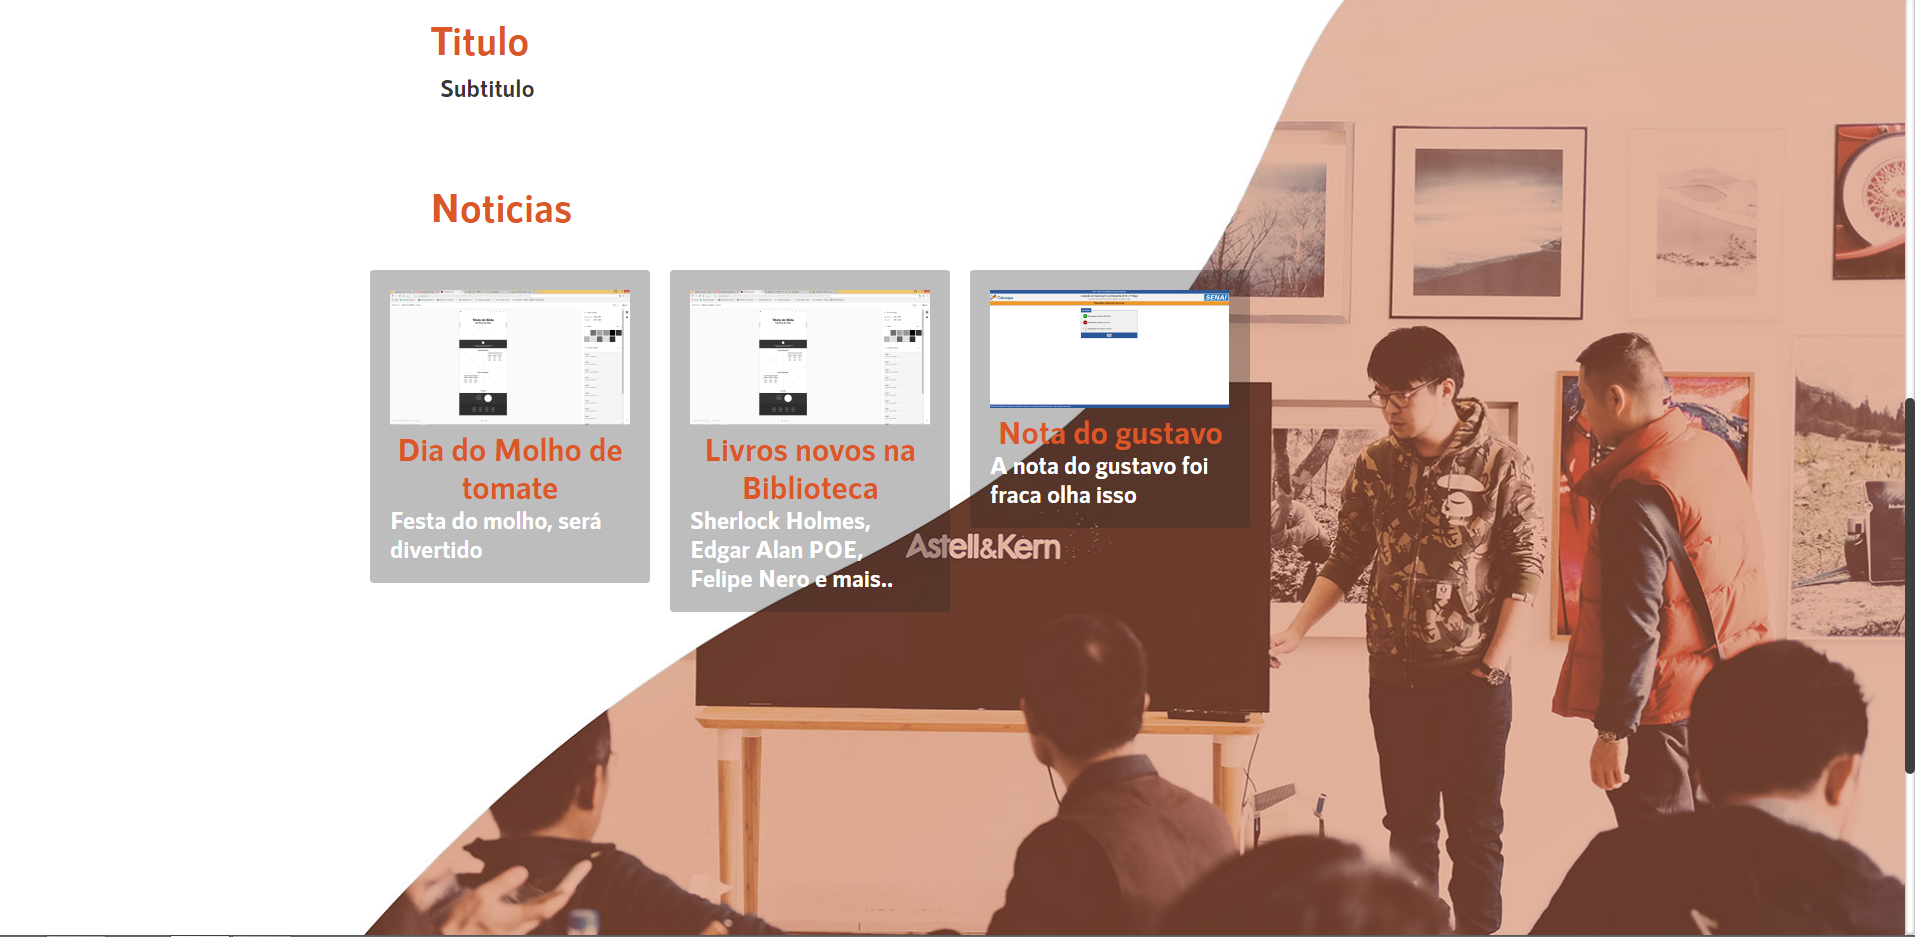 Titulo
Subtitulo
Noticias
Dia do Molho de
tomate
Festa do molho, será
divertido
Livros novos na
Biblioteca
Sherlock Holmes,
Edgar Alan POE,
Felipe Nero e mais..
SENAI
Nota do gustavo
A nota do gustavo foi
fraca olha isso
Astell&Kern